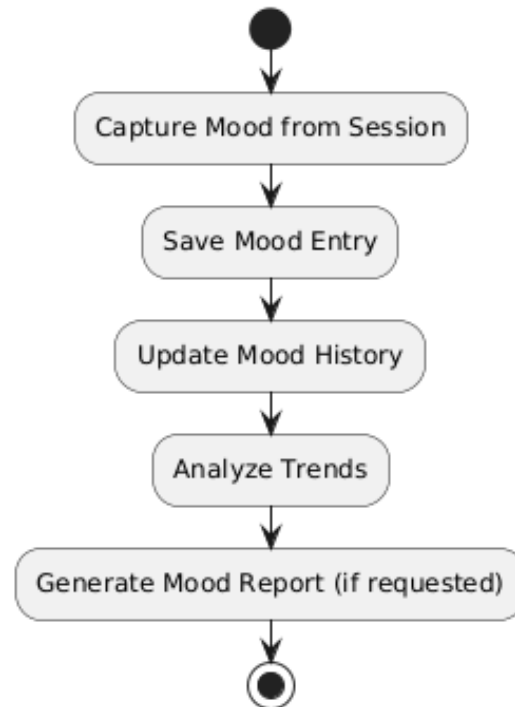 Capture Mood from Session
Save Mood Entry
Update Mood History
Analyze Trends
Generate Mood Report (if requested)